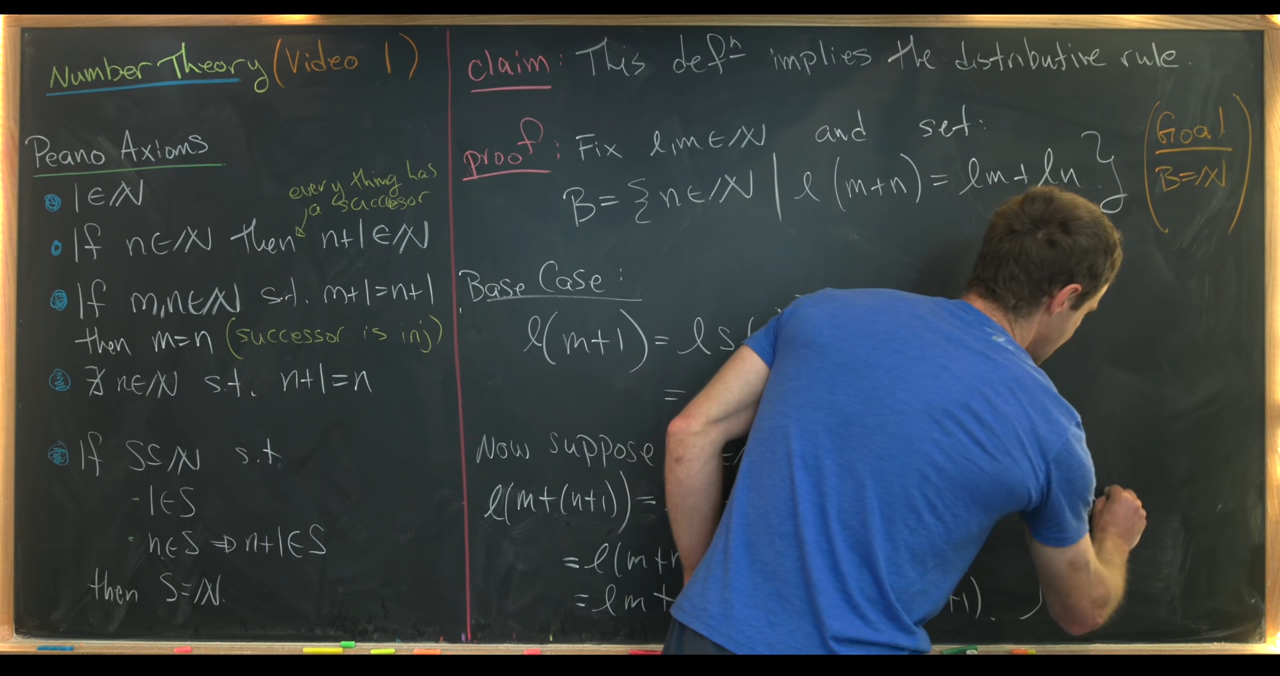 Number Theory (Video 1)
Peano Axioms
• 1∈ℕ
everything has
a successor
• If n∈ℕ then n+1∈ℕ
• If m,n∈ℕ s.t. m+1=n+1
then m=n (successor is inj)
• ∄ n∈ℕ s.t. n+1=n
• If S⊆ℕ s.t.
- 1∈S
· n∈S ⇒ n+1∈S
then S=ℕ.
claim: This defⁿ implies the distributive rule.
proof: Fix l,m∈ℕ and set:
B={n∈ℕ | l(m+n)=lm+ln.}
(Goal
B=ℕ)
Base Case:
l(m+1)=l s(
=
Now suppose
l(m+(n+1))=
=l(m+n
=lm+ +1).